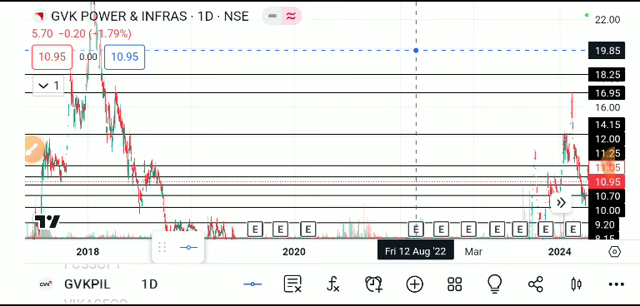 GVK POWER & INFRAS · 1D · NSE
5.70 −0.20 (−1.79%)
10.95 0.00 10.95
1
22.00
19.85
18.25
16.95
16.00
14.15
12.00
11.25
11.05
10.95
10.70
10.00
9.20
8.15
E E E E E E E E E E
2018 2020 Fri 12 Aug '22 Mar 2024
GVKPIL 1D